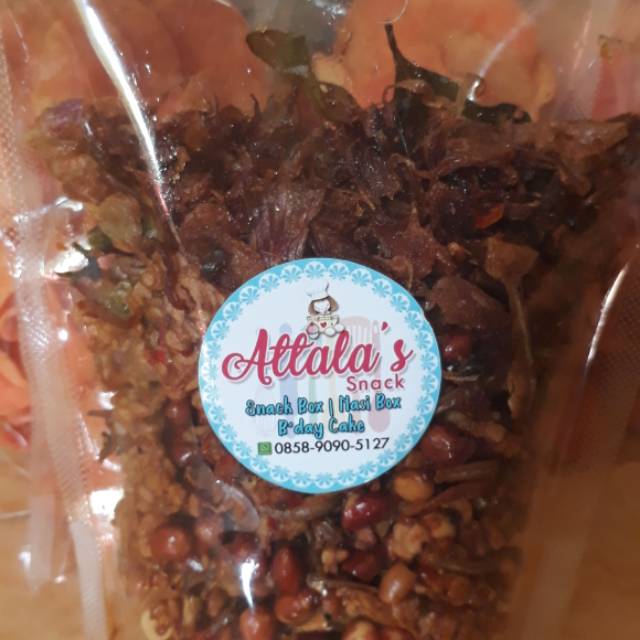 Attala's
Snack
Snack Box | Nasi Box
B'day Cake
0858-9090-5127